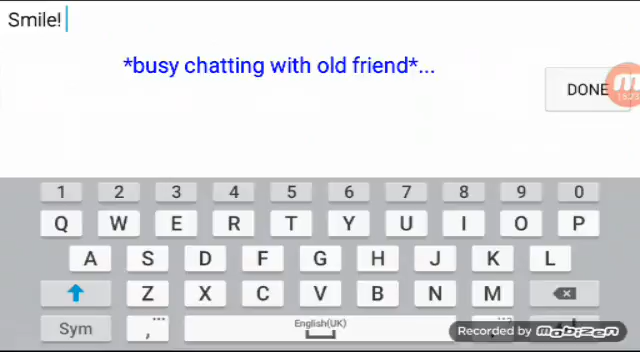 Smile!
*busy chatting with old friend*...
DONE
1 2 3 4 5 6 7 8 9 0
Q W E R T Y U I O P
A S D F G H J K L
Z X C V B N M
Sym , English(UK)
Recorded by mobizen